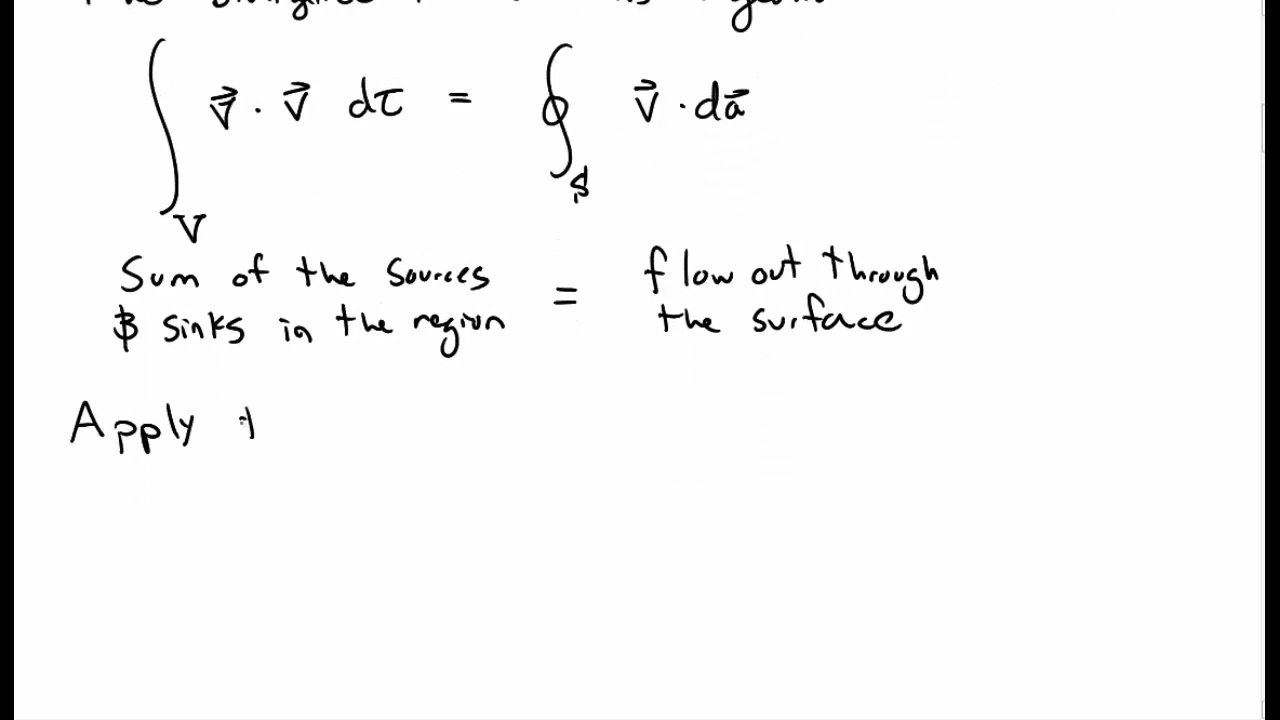 ∫_V ∇⃗ · v⃗ dτ = ∮_S v⃗ · da⃗
Sum of the sources = flow out through
& sinks in the region the surface
Apply